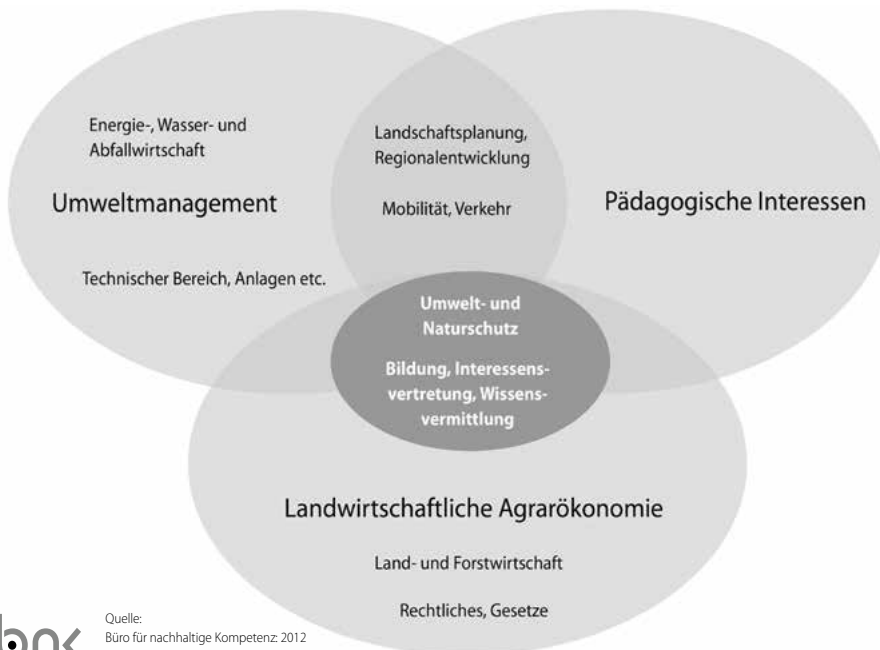 Energie-, Wasser- und
Abfallwirtschaft
Umweltmanagement
Technischer Bereich, Anlagen etc.
Landschaftsplanung,
Regionalentwicklung
Mobilität, Verkehr
Pädagogische Interessen
Umwelt- und
Naturschutz
Bildung, Interessens-
vertretung, Wissens-
vermittlung
Landwirtschaftliche Agrarökonomie
Land- und Forstwirtschaft
Rechtliches, Gesetze
Quelle:
Büro für nachhaltige Kompetenz: 2012